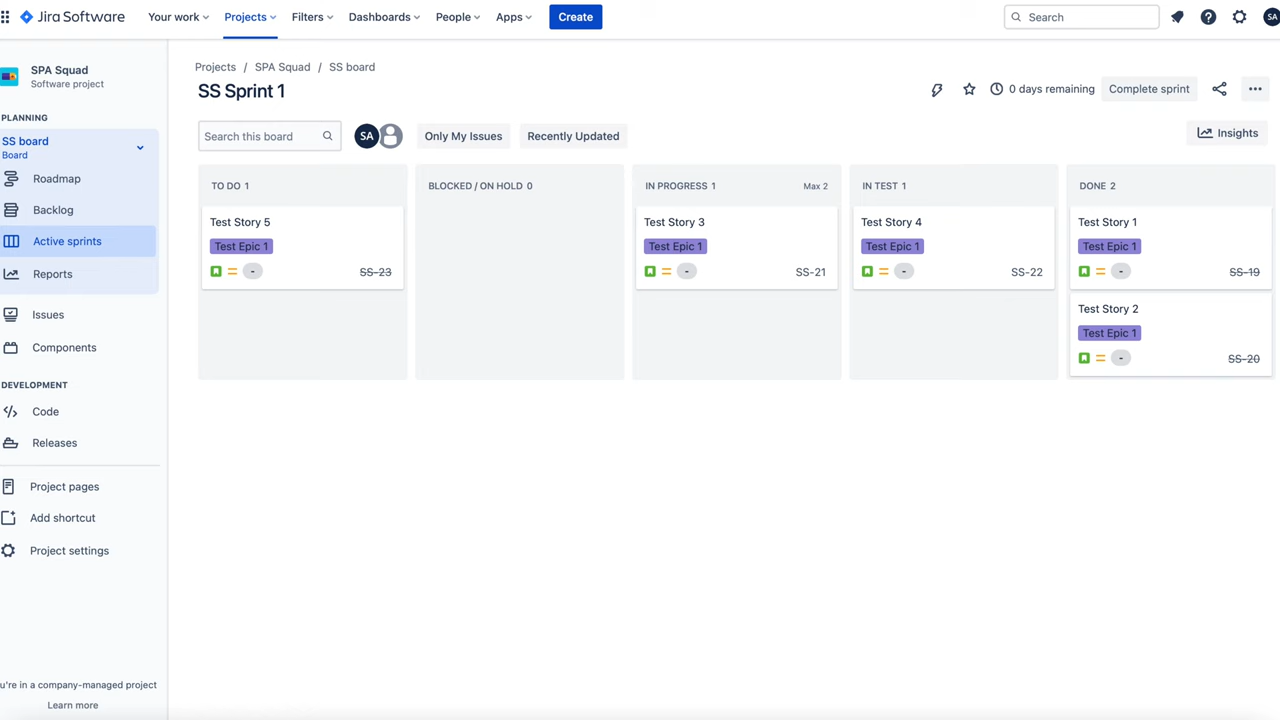 Jira Software
Your work
Projects
Filters
Dashboards
People
Apps
Create
Search
SA
SPA Squad
Software project
PLANNING
SS board
Board
Roadmap
Backlog
Active sprints
Reports
Issues
Components
DEVELOPMENT
Code
Releases
Project pages
Add shortcut
Project settings
u're in a company-managed project
Learn more
Projects / SPA Squad / SS board
SS Sprint 1
0 days remaining
Complete sprint
Search this board
SA
Only My Issues
Recently Updated
Insights
TO DO 1
Test Story 5
Test Epic 1
-
SS-23
BLOCKED / ON HOLD 0
IN PROGRESS 1
Max 2
Test Story 3
Test Epic 1
-
SS-21
IN TEST 1
Test Story 4
Test Epic 1
-
SS-22
DONE 2
Test Story 1
Test Epic 1
-
SS-19
Test Story 2
Test Epic 1
-
SS-20